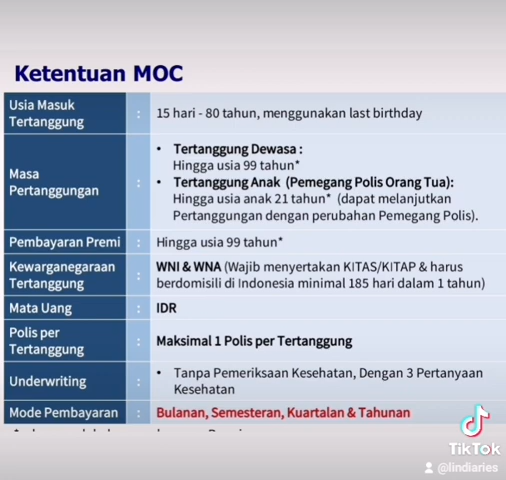 Ketentuan MOC
Usia Masuk
Tertanggung
: 15 hari - 80 tahun, menggunakan last birthday
Masa
Pertanggungan
:
• Tertanggung Dewasa :
Hingga usia 99 tahun*
• Tertanggung Anak (Pemegang Polis Orang Tua):
Hingga usia anak 21 tahun* (dapat melanjutkan
Pertanggungan dengan perubahan Pemegang Polis).
Pembayaran Premi : Hingga usia 99 tahun*
Kewarganegaraan
Tertanggung
: WNI & WNA (Wajib menyertakan KITAS/KITAP & harus
berdomisili di Indonesia minimal 185 hari dalam 1 tahun)
Mata Uang : IDR
Polis per
Tertanggung
: Maksimal 1 Polis per Tertanggung
Underwriting :
• Tanpa Pemeriksaan Kesehatan, Dengan 3 Pertanyaan
Kesehatan
Mode Pembayaran : Bulanan, Semesteran, Kuartalan & Tahunan
TikTok
@lindiaries